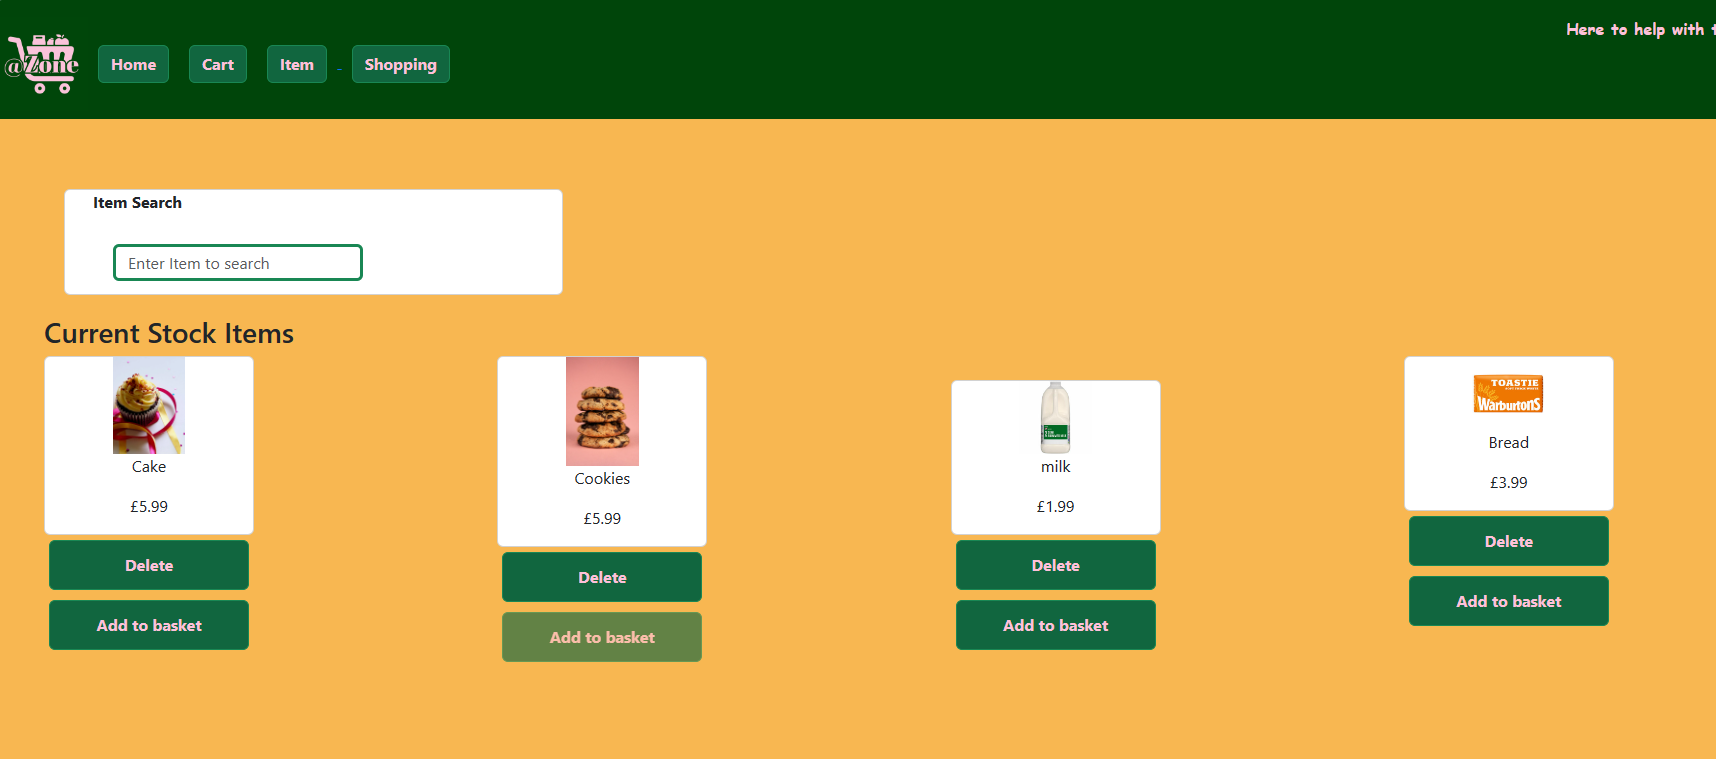 Here to help with t
@Zone
Home Cart Item - Shopping
Item Search
Enter Item to search
Current Stock Items
Cake
£5.99
Delete
Add to basket
Cookies
£5.99
Delete
Add to basket
milk
£1.99
Delete
Add to basket
TOASTIE
Warburtons
Bread
£3.99
Delete
Add to basket